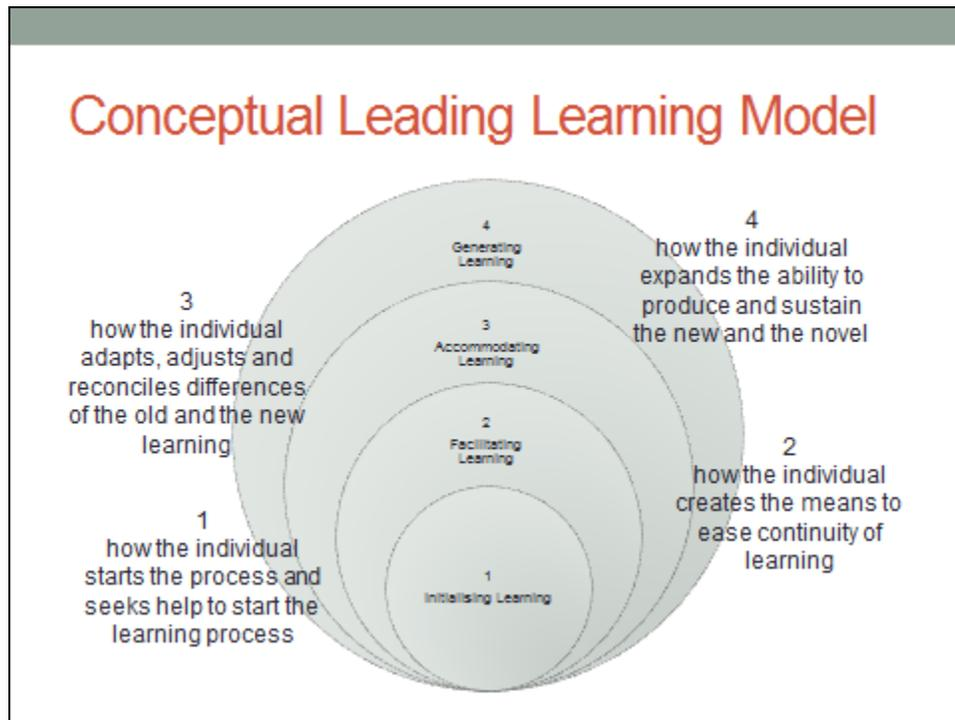 Conceptual Leading Learning Model
4
Generating
Learning
3
Accommodating
Learning
2
Facilitating
Learning
1
Initialising Learning
4
how the individual
expands the ability to
produce and sustain
the new and the novel
3
how the individual
adapts, adjusts and
reconciles differences
of the old and the new
learning
2
how the individual
creates the means to
ease continuity of
learning
1
how the individual
starts the process and
seeks help to start the
learning process